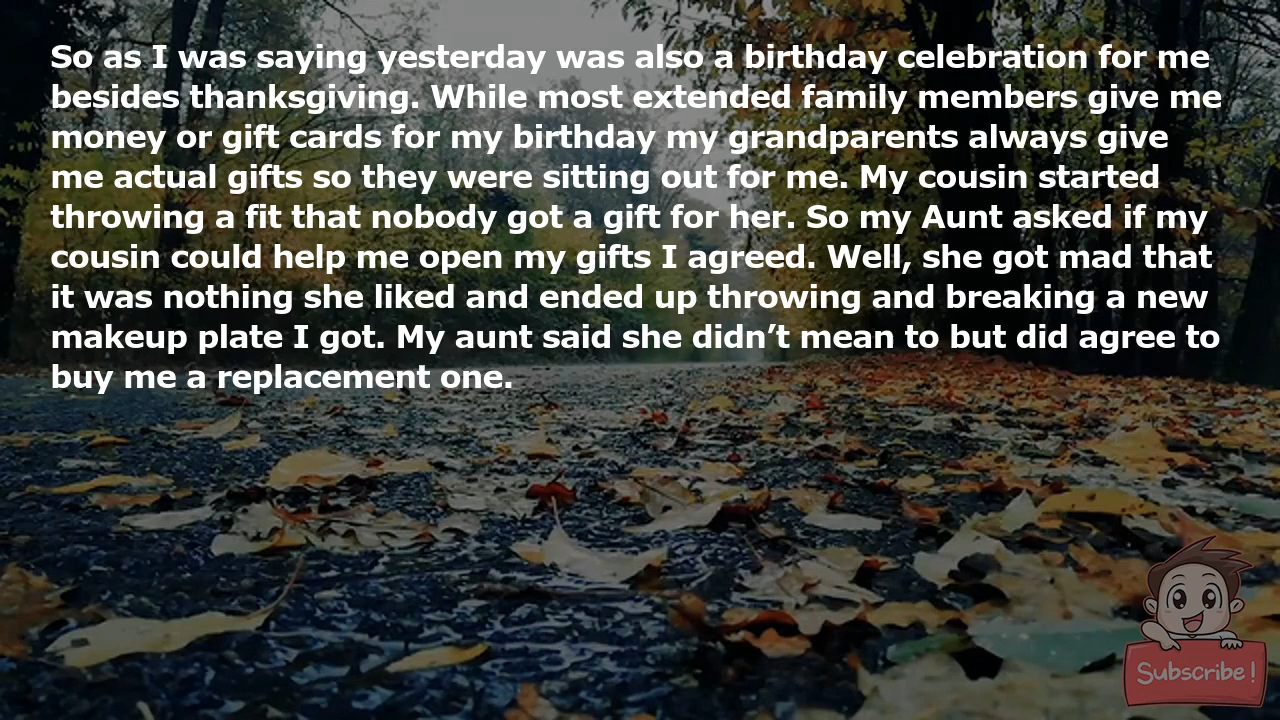 So as I was saying yesterday was also a birthday celebration for me
besides thanksgiving. While most extended family members give me
money or gift cards for my birthday my grandparents always give
me actual gifts so they were sitting out for me. My cousin started
throwing a fit that nobody got a gift for her. So my Aunt asked if my
cousin could help me open my gifts I agreed. Well, she got mad that
it was nothing she liked and ended up throwing and breaking a new
makeup plate I got. My aunt said she didn’t mean to but did agree to
buy me a replacement one.
Subscribe!